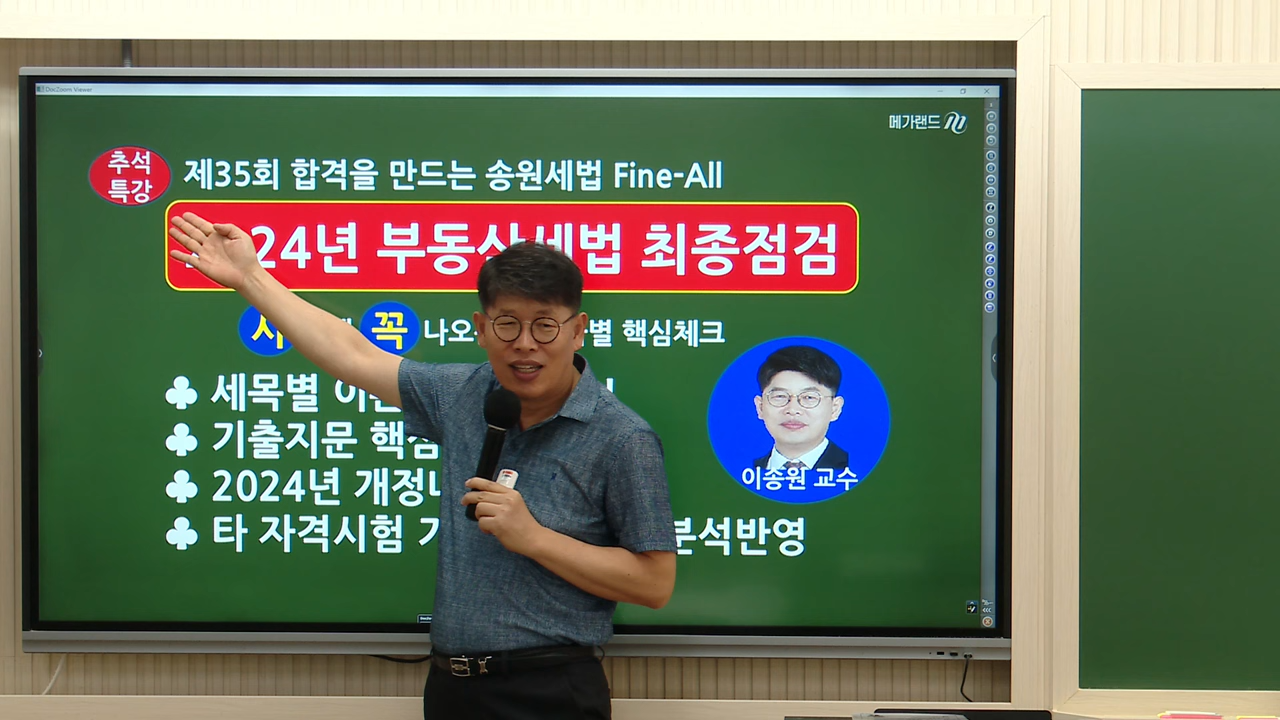 DocZoom Viewer
메가랜드
추석
특강
제35회 합격을 만드는 송원세법 Fine-All
24년 부동산세법 최종점검
꼭 나오 별 핵심체크
세목별
기출지문 핵심
2024년 개정
타 자격시험 분석반영
이송원 교수